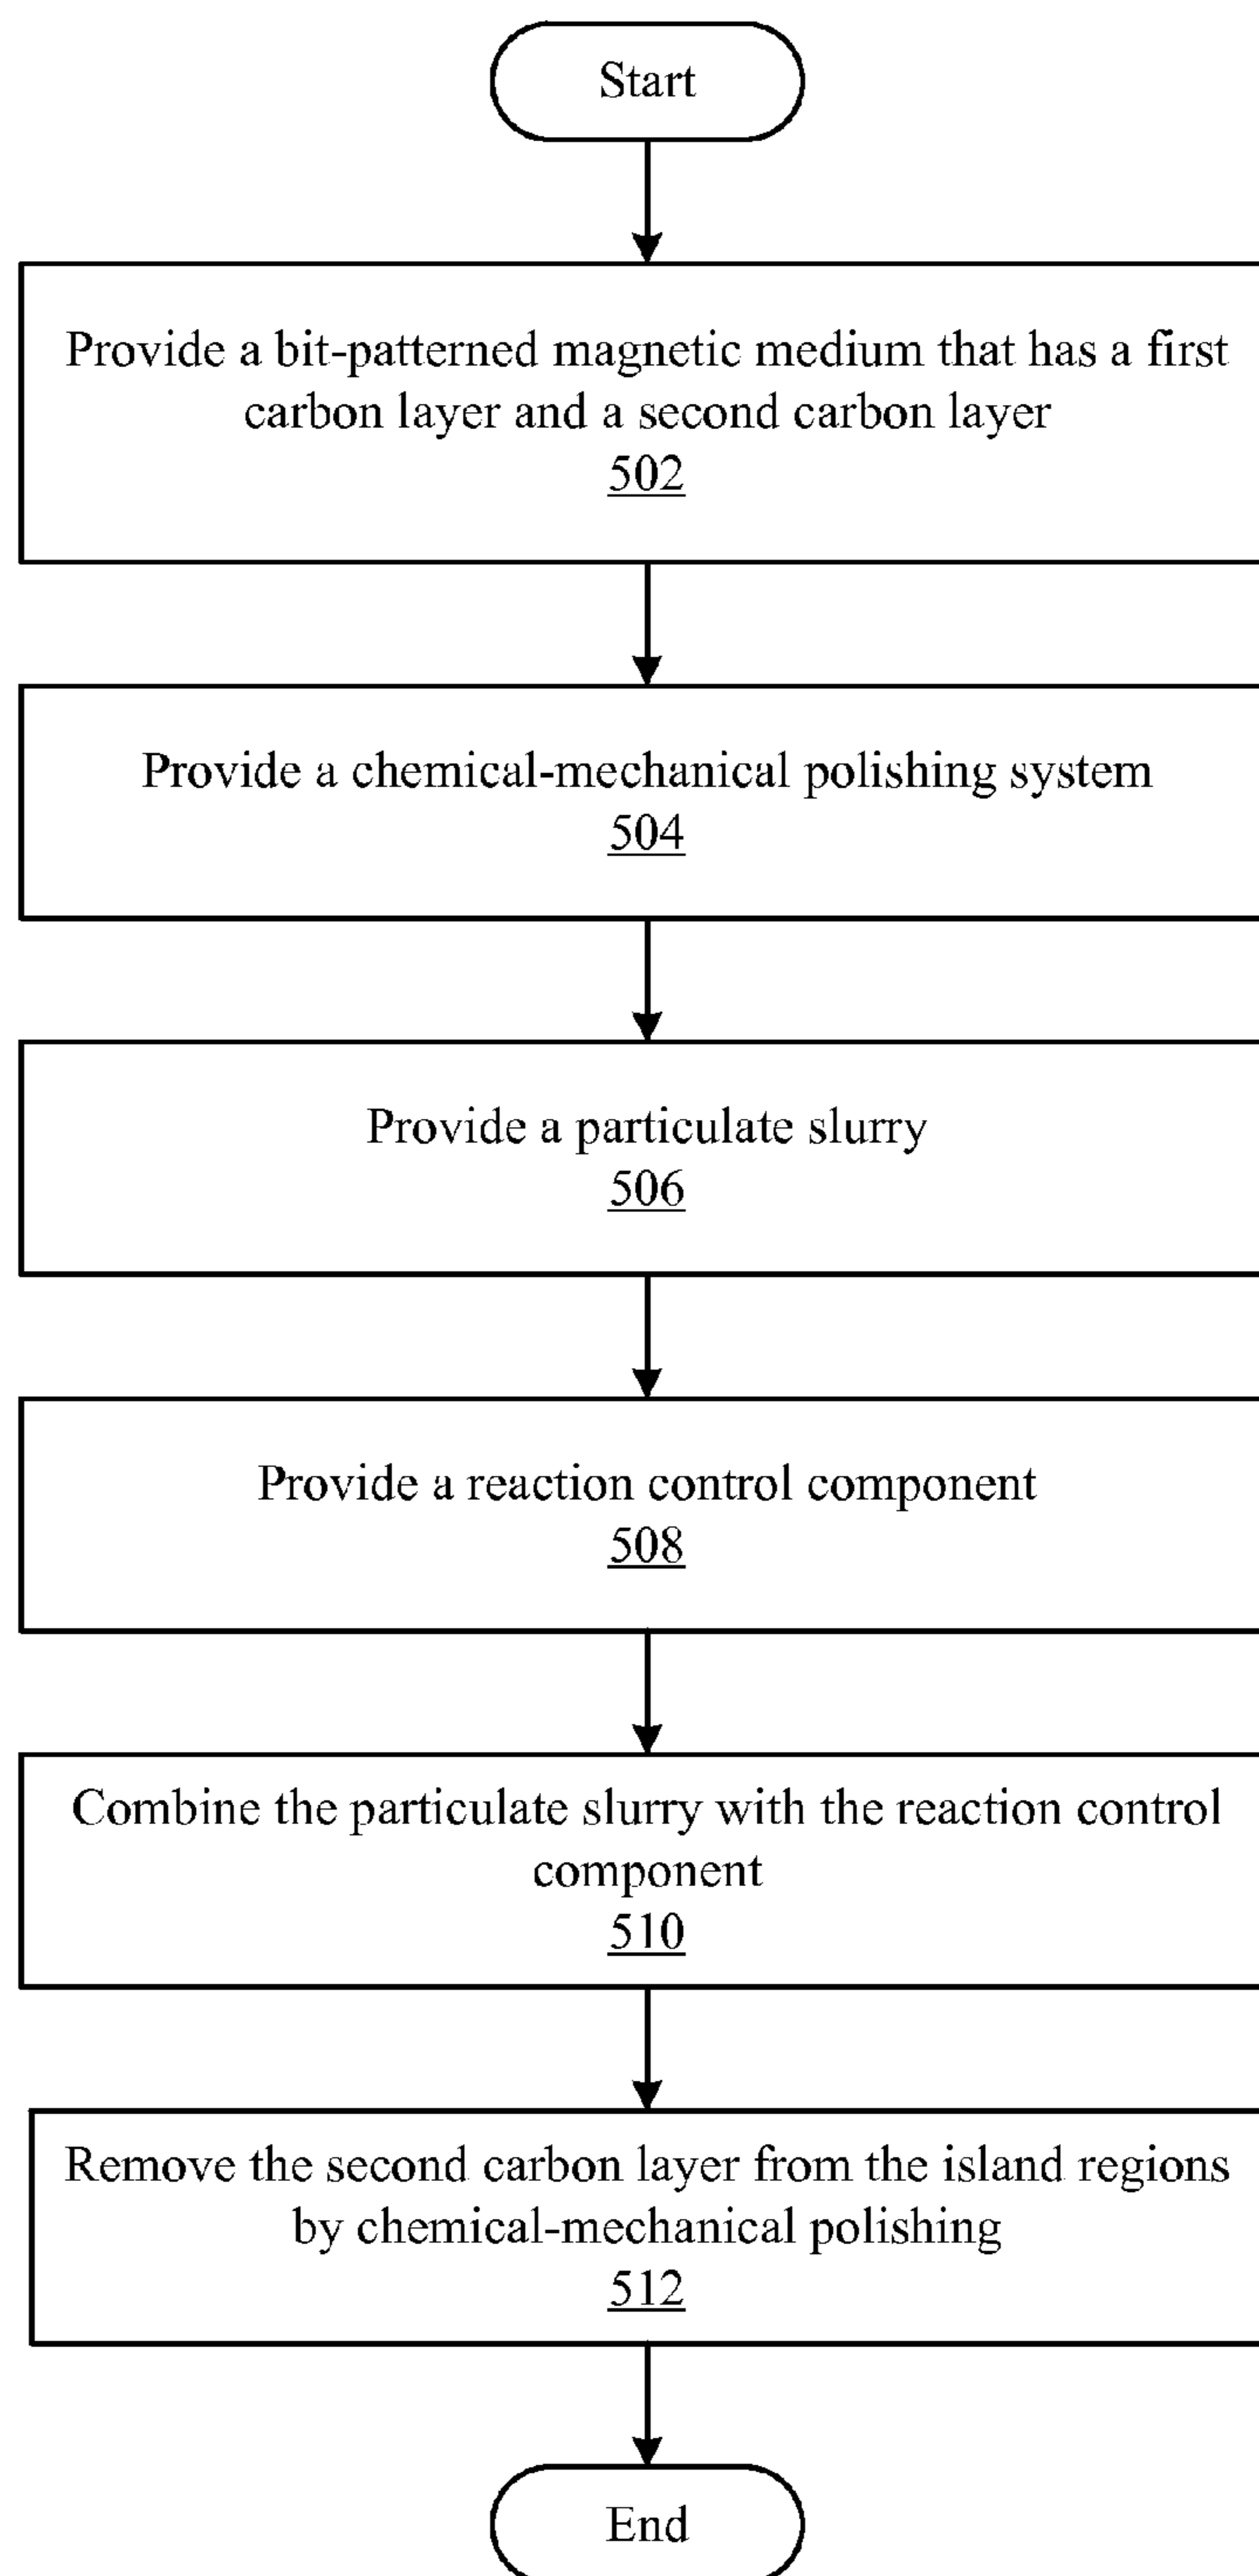 Start
Provide a bit-patterned magnetic medium that has a first
carbon layer and a second carbon layer
502
Provide a chemical-mechanical polishing system
504
Provide a particulate slurry
506
Provide a reaction control component
508
Combine the particulate slurry with the reaction control
component
510
Remove the second carbon layer from the island regions
by chemical-mechanical polishing
512
End